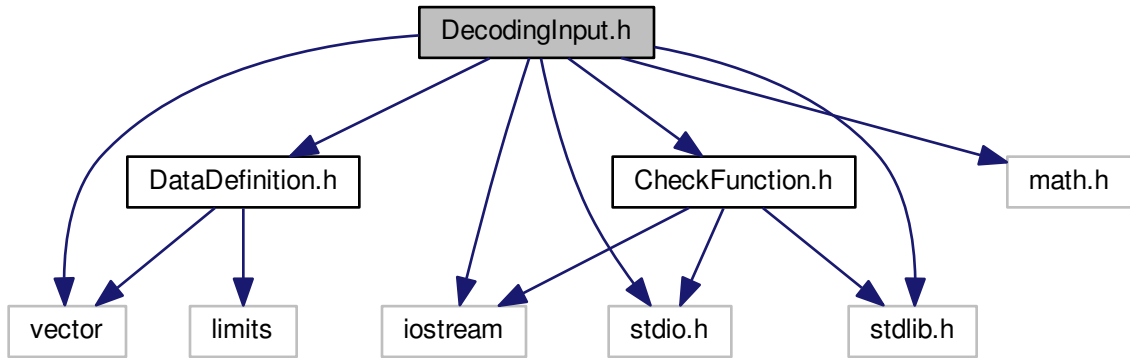 DecodingInput.h
DataDefinition.h
CheckFunction.h
math.h
vector
limits
iostream
stdio.h
stdlib.h